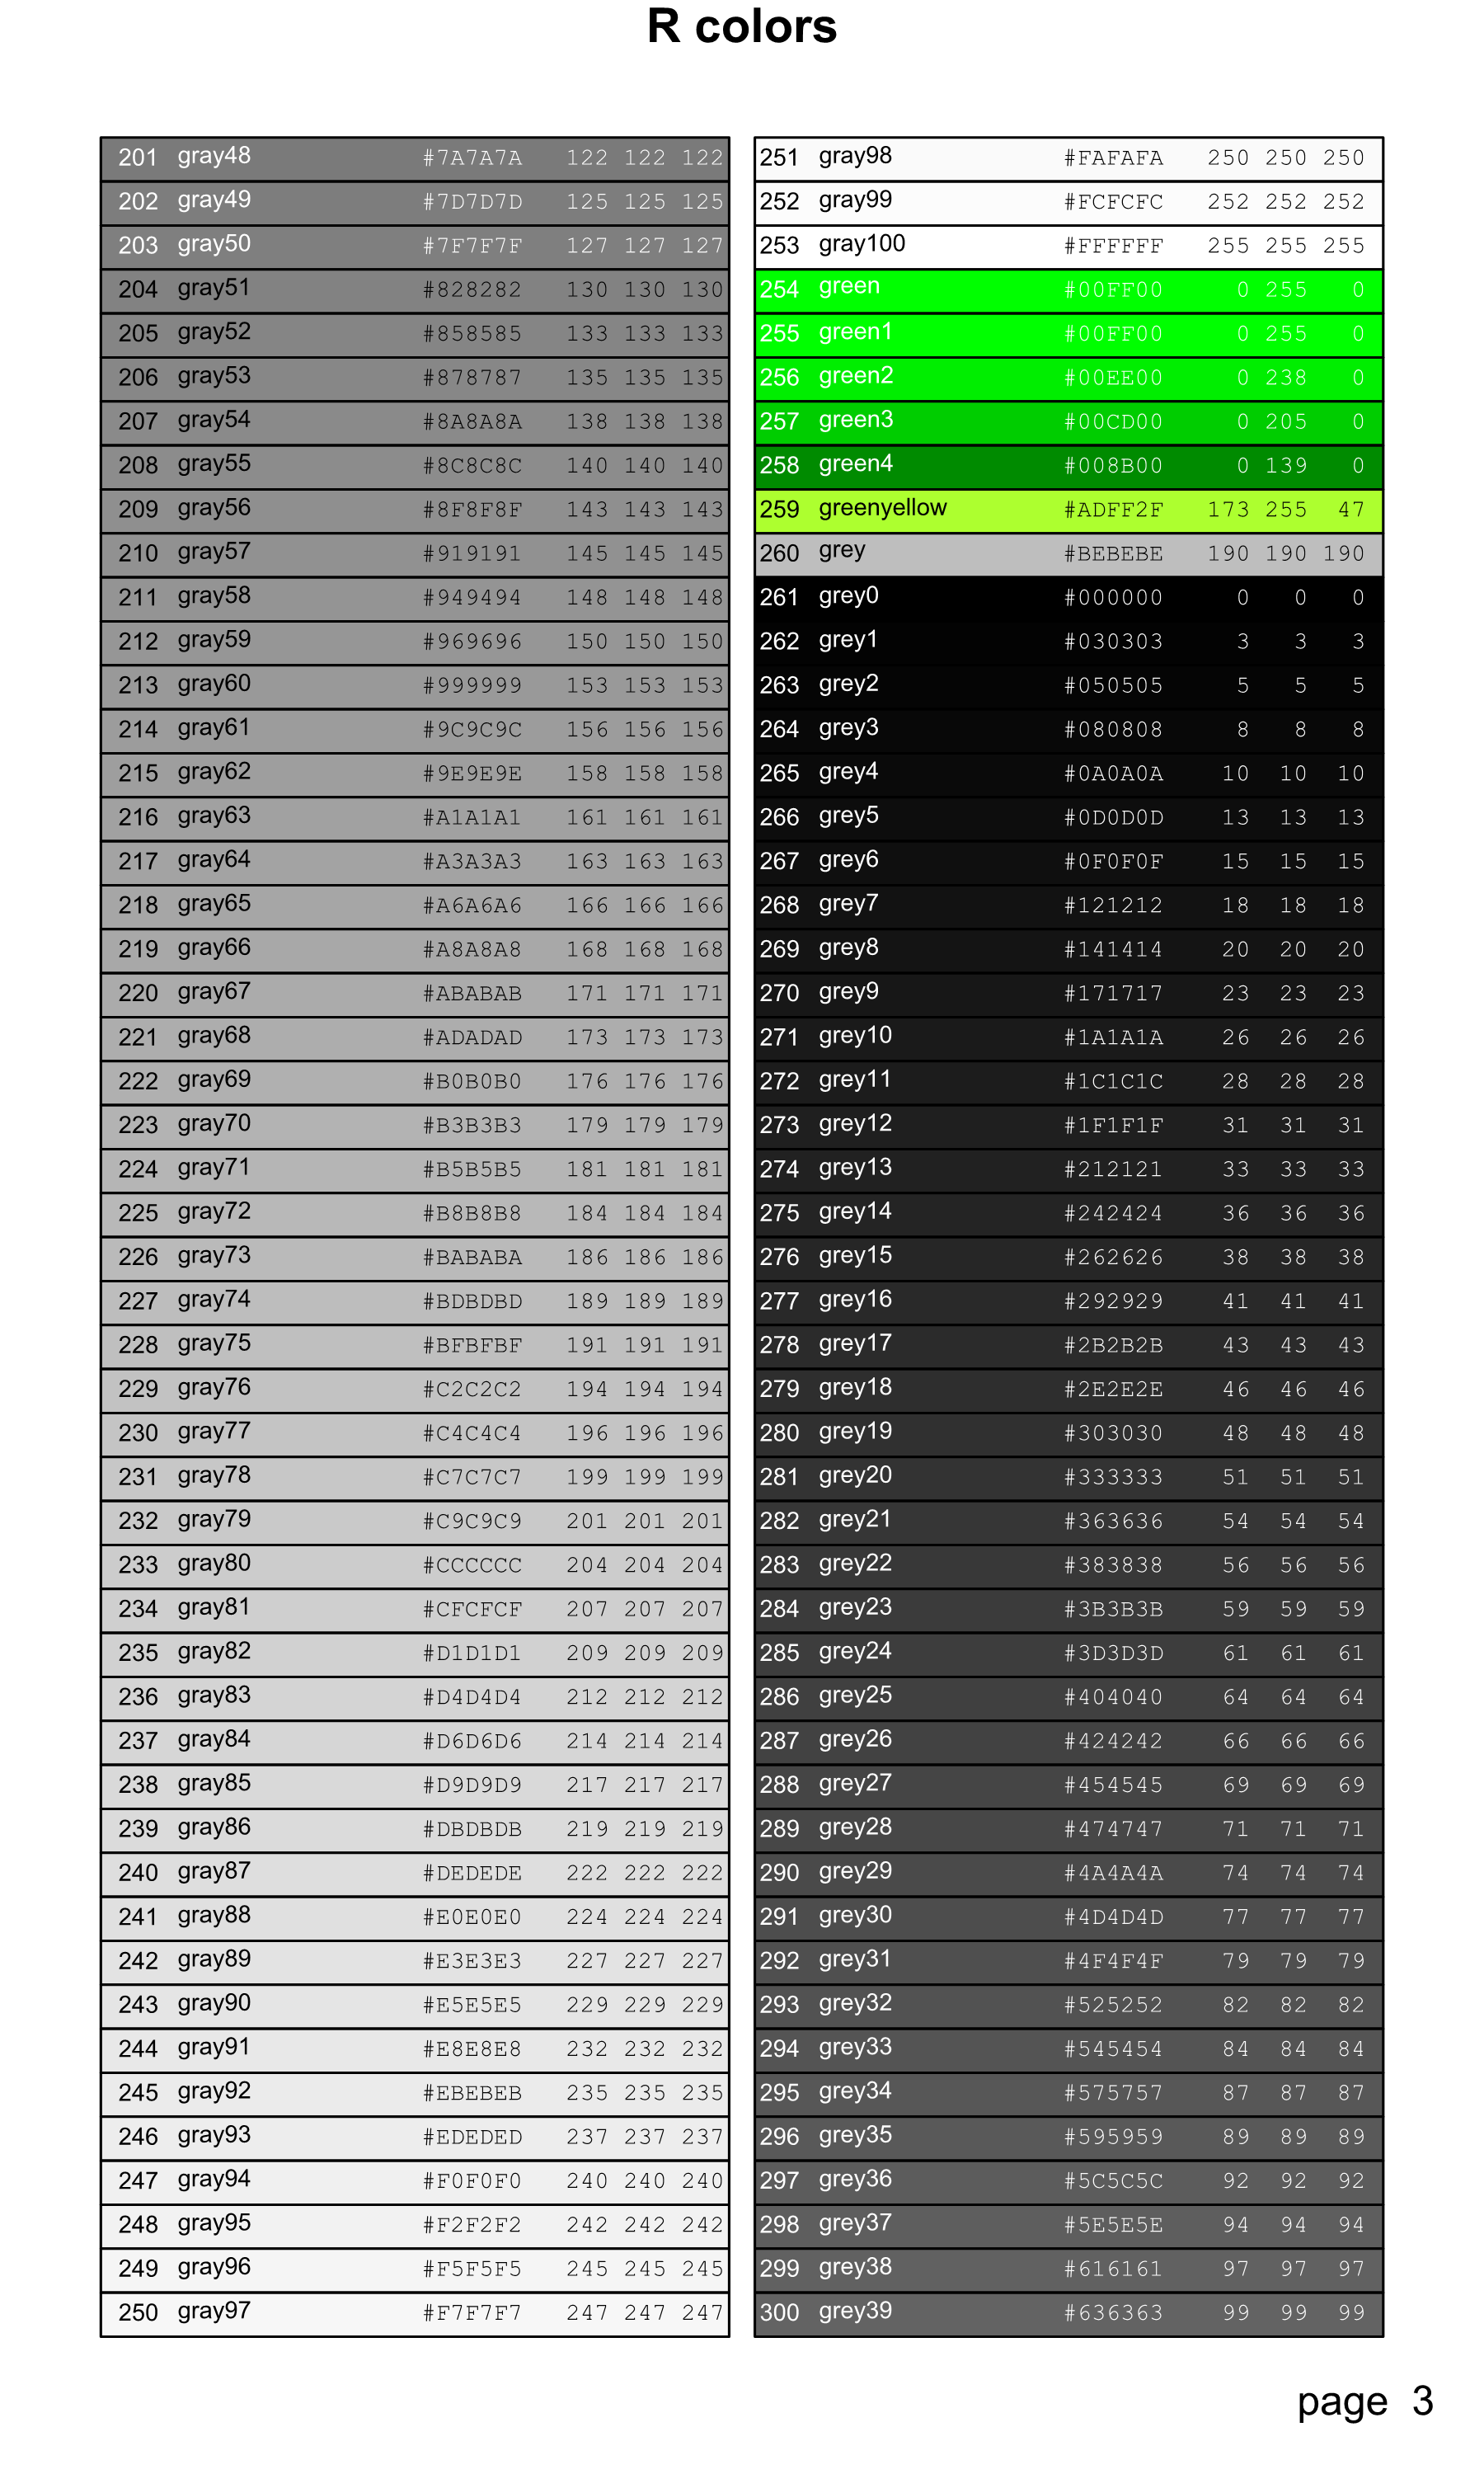 R colors
201 gray48 #7A7A7A 122 122 122
202 gray49 #7D7D7D 125 125 125
203 gray50 #7F7F7F 127 127 127
204 gray51 #828282 130 130 130
205 gray52 #858585 133 133 133
206 gray53 #878787 135 135 135
207 gray54 #8A8A8A 138 138 138
208 gray55 #8C8C8C 140 140 140
209 gray56 #8F8F8F 143 143 143
210 gray57 #919191 145 145 145
211 gray58 #949494 148 148 148
212 gray59 #969696 150 150 150
213 gray60 #999999 153 153 153
214 gray61 #9C9C9C 156 156 156
215 gray62 #9E9E9E 158 158 158
216 gray63 #A1A1A1 161 161 161
217 gray64 #A3A3A3 163 163 163
218 gray65 #A6A6A6 166 166 166
219 gray66 #A8A8A8 168 168 168
220 gray67 #ABABAB 171 171 171
221 gray68 #ADADAD 173 173 173
222 gray69 #B0B0B0 176 176 176
223 gray70 #B3B3B3 179 179 179
224 gray71 #B5B5B5 181 181 181
225 gray72 #B8B8B8 184 184 184
226 gray73 #BABABA 186 186 186
227 gray74 #BDBDBD 189 189 189
228 gray75 #BFBFBF 191 191 191
229 gray76 #C2C2C2 194 194 194
230 gray77 #C4C4C4 196 196 196
231 gray78 #C7C7C7 199 199 199
232 gray79 #C9C9C9 201 201 201
233 gray80 #CCCCCC 204 204 204
234 gray81 #CFCFCF 207 207 207
235 gray82 #D1D1D1 209 209 209
236 gray83 #D4D4D4 212 212 212
237 gray84 #D6D6D6 214 214 214
238 gray85 #D9D9D9 217 217 217
239 gray86 #DBDBDB 219 219 219
240 gray87 #DEDEDE 222 222 222
241 gray88 #E0E0E0 224 224 224
242 gray89 #E3E3E3 227 227 227
243 gray90 #E5E5E5 229 229 229
244 gray91 #E8E8E8 232 232 232
245 gray92 #EBEBEB 235 235 235
246 gray93 #EDEDED 237 237 237
247 gray94 #F0F0F0 240 240 240
248 gray95 #F2F2F2 242 242 242
249 gray96 #F5F5F5 245 245 245
250 gray97 #F7F7F7 247 247 247
251 gray98 #FAFAFA 250 250 250
252 gray99 #FCFCFC 252 252 252
253 gray100 #FFFFFF 255 255 255
254 green #00FF00 0 255 0
255 green1 #00FF00 0 255 0
256 green2 #00EE00 0 238 0
257 green3 #00CD00 0 205 0
258 green4 #008B00 0 139 0
259 greenyellow #ADFF2F 173 255 47
260 grey #BEBEBE 190 190 190
261 grey0 #000000 0 0 0
262 grey1 #030303 3 3 3
263 grey2 #050505 5 5 5
264 grey3 #080808 8 8 8
265 grey4 #0A0A0A 10 10 10
266 grey5 #0D0D0D 13 13 13
267 grey6 #0F0F0F 15 15 15
268 grey7 #121212 18 18 18
269 grey8 #141414 20 20 20
270 grey9 #171717 23 23 23
271 grey10 #1A1A1A 26 26 26
272 grey11 #1C1C1C 28 28 28
273 grey12 #1F1F1F 31 31 31
274 grey13 #212121 33 33 33
275 grey14 #242424 36 36 36
276 grey15 #262626 38 38 38
277 grey16 #292929 41 41 41
278 grey17 #2B2B2B 43 43 43
279 grey18 #2E2E2E 46 46 46
280 grey19 #303030 48 48 48
281 grey20 #333333 51 51 51
282 grey21 #363636 54 54 54
283 grey22 #383838 56 56 56
284 grey23 #3B3B3B 59 59 59
285 grey24 #3D3D3D 61 61 61
286 grey25 #404040 64 64 64
287 grey26 #424242 66 66 66
288 grey27 #454545 69 69 69
289 grey28 #474747 71 71 71
290 grey29 #4A4A4A 74 74 74
291 grey30 #4D4D4D 77 77 77
292 grey31 #4F4F4F 79 79 79
293 grey32 #525252 82 82 82
294 grey33 #545454 84 84 84
295 grey34 #575757 87 87 87
296 grey35 #595959 89 89 89
297 grey36 #5C5C5C 92 92 92
298 grey37 #5E5E5E 94 94 94
299 grey38 #616161 97 97 97
300 grey39 #636363 99 99 99
page 3